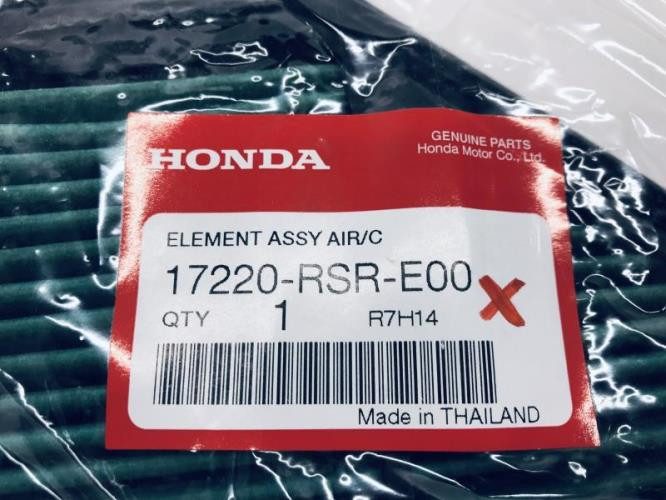 GENUINE PARTS
HONDA
Honda Motor Co., Ltd.
ELEMENT ASSY AIR/C
17220-RSR-E00 X
QTY 1 R7H14
Made in THAILAND